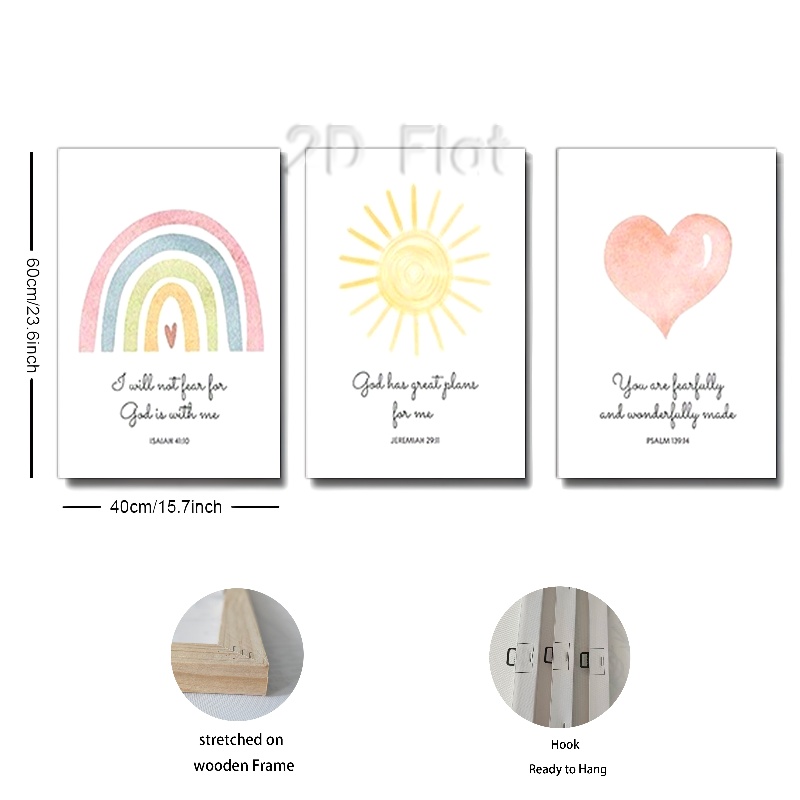 2D Flat
I will not fear for
God is with me
ISAIAH 41:10
God has great plans
for me
JEREMIAH 29:11
You are fearfully
and wonderfully made
PSALM 139:14
60cm/23.6inch
40cm/15.7inch
stretched on
wooden Frame
Hook
Ready to Hang